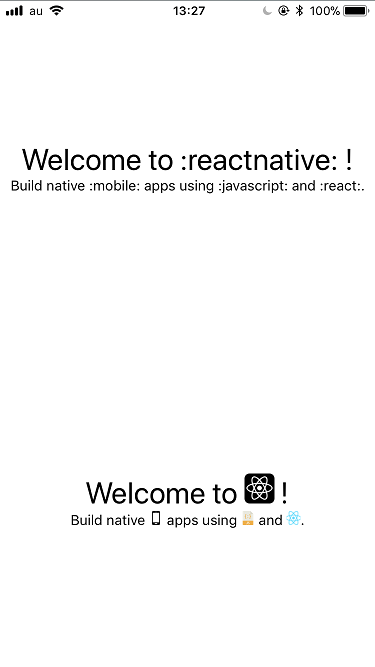 au 13:27 100%
Welcome to :reactnative: !
Build native :mobile: apps using :javascript: and :react:.
Welcome to !
Build native apps using and .